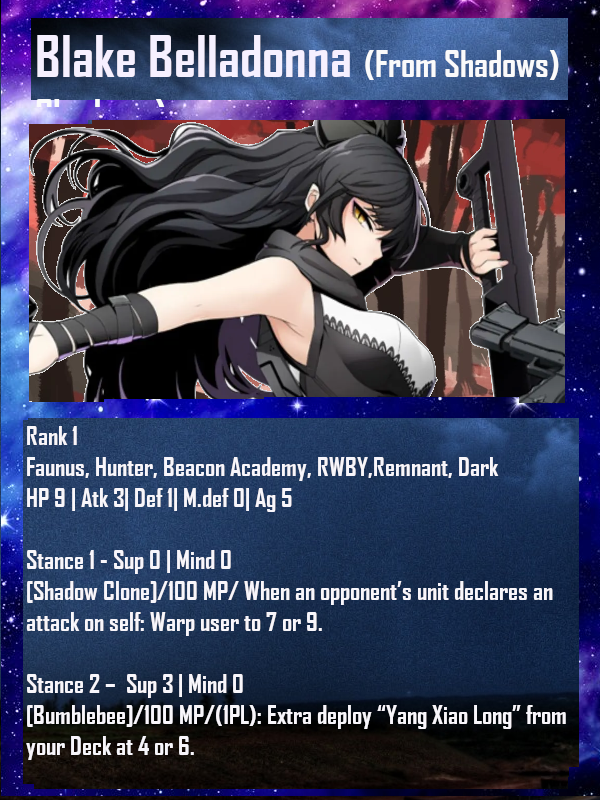 Blake Belladonna (From Shadows)
Rank 1
Faunus, Hunter, Beacon Academy, RWBY,Remnant, Dark
HP 9 | Atk 3| Def 1| M.def 0| Ag 5
Stance 1 - Sup 0 | Mind 0
[Shadow Clone]/100 MP/ When an opponent’s unit declares an
attack on self: Warp user to 7 or 9.
Stance 2 – Sup 3 | Mind 0
[Bumblebee]/100 MP/(1PL): Extra deploy “Yang Xiao Long” from
your Deck at 4 or 6.